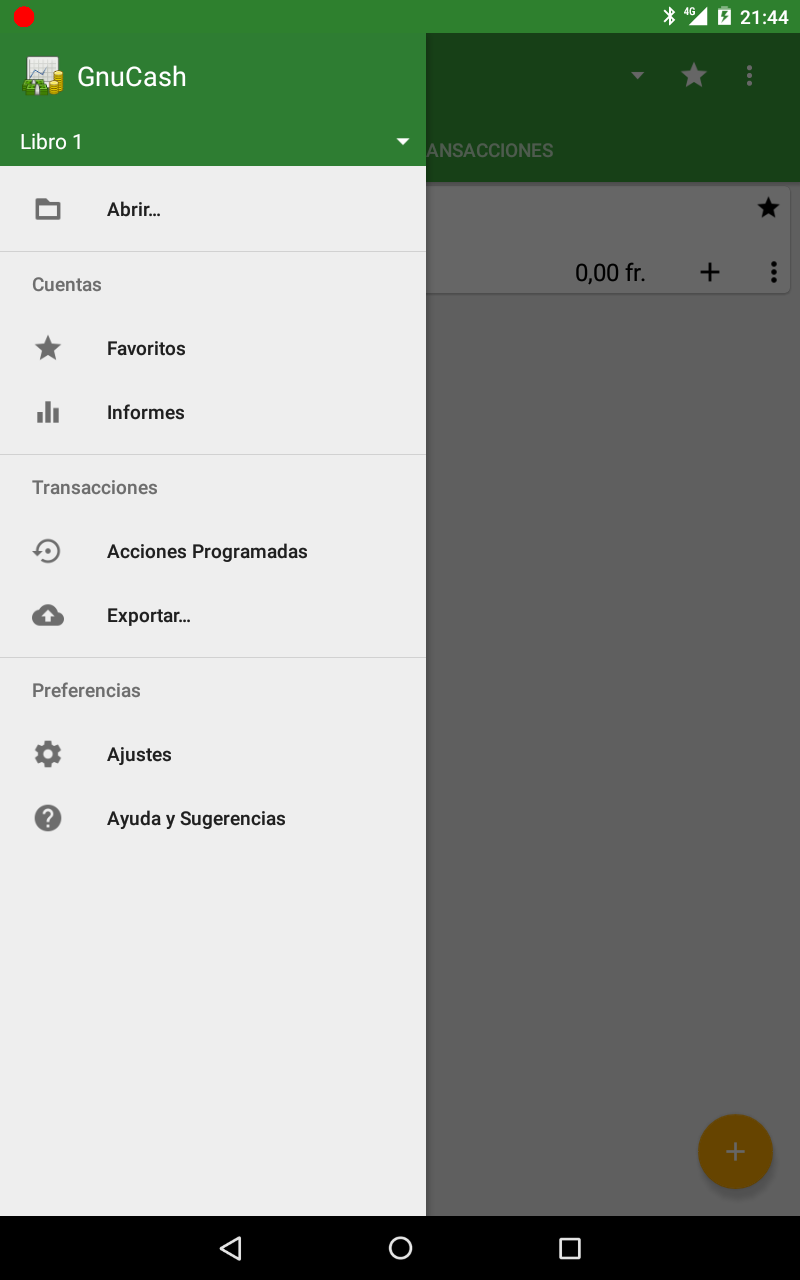 4G 21:44
GnuCash
Libro 1
ANSACCIONES
Abrir…
0,00 fr.
Cuentas
Favoritos
Informes
Transacciones
Acciones Programadas
Exportar…
Preferencias
Ajustes
Ayuda y Sugerencias